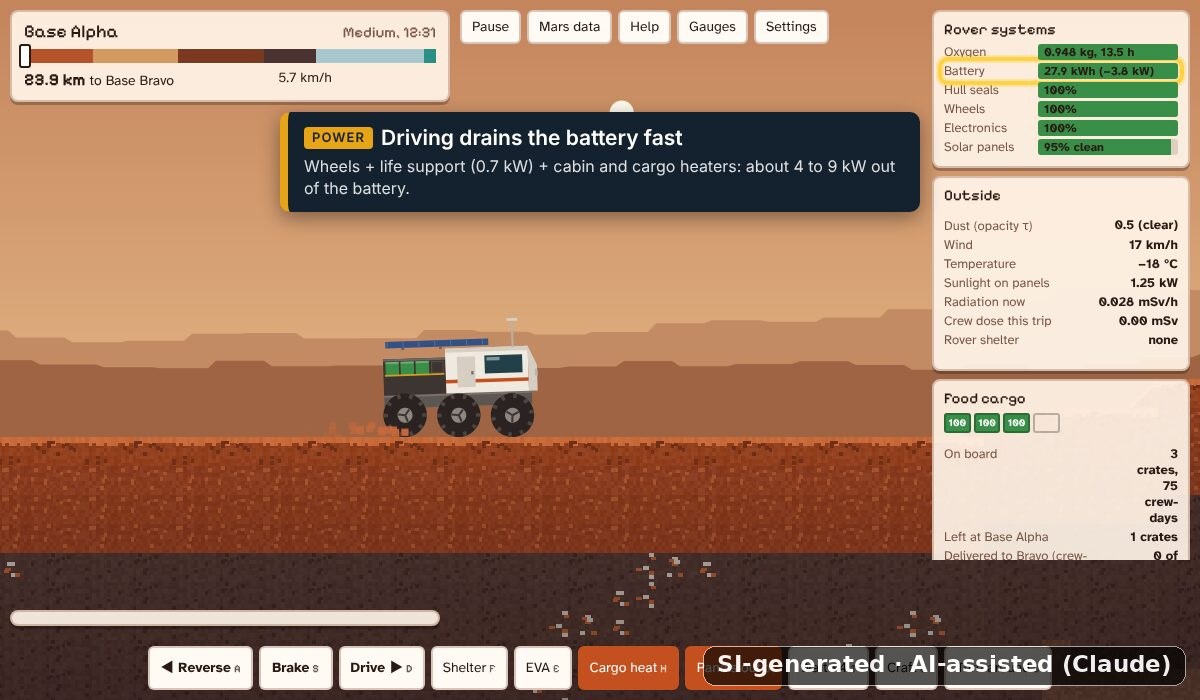 Base Alpha
Medium, 12:31
83.9 km to Base Bravo
5.7 km/h
Pause
Mars data
Help
Gauges
Settings
POWER Driving drains the battery fast
Wheels + life support (0.7 kW) + cabin and cargo heaters: about 4 to 9 kW out
of the battery.
Rover systems
Oxygen 0.948 kg, 13.5 h
Battery 27.9 kWh (−3.8 kW)
Hull seals 100%
Wheels 100%
Electronics 100%
Solar panels 95% clean
Outside
Dust (opacity τ) 0.5 (clear)
Wind 17 km/h
Temperature −18 °C
Sunlight on panels 1.25 kW
Radiation now 0.028 mSv/h
Crew dose this trip 0.00 mSv
Rover shelter none
Food cargo
100 100 100
On board 3
crates,
75
crew-
days
Left at Base Alpha 1 crates
Delivered to Bravo (crew- 0 of
◀ Reverse A
Brake S
Drive ▶ D
Shelter F
EVA E
Cargo heat H
SI-generated · AI-assisted (Claude)